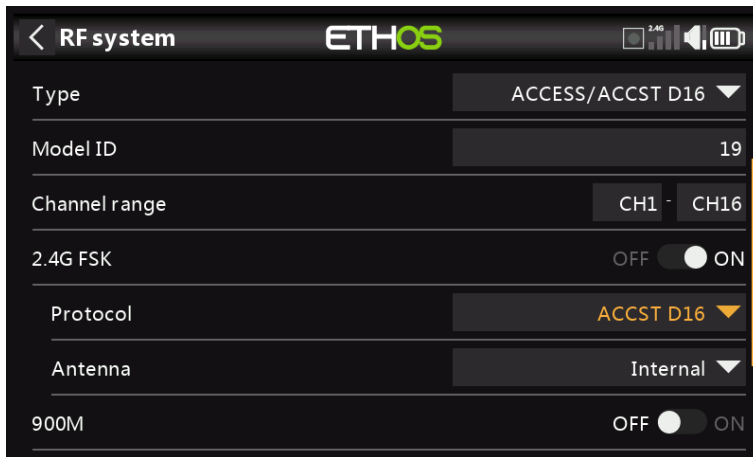 RF system ETHOS 2.4G
Type ACCESS/ACCST D16
Model ID 19
Channel range CH1 - CH16
2.4G FSK OFF ON
Protocol ACCST D16
Antenna Internal
900M OFF ON